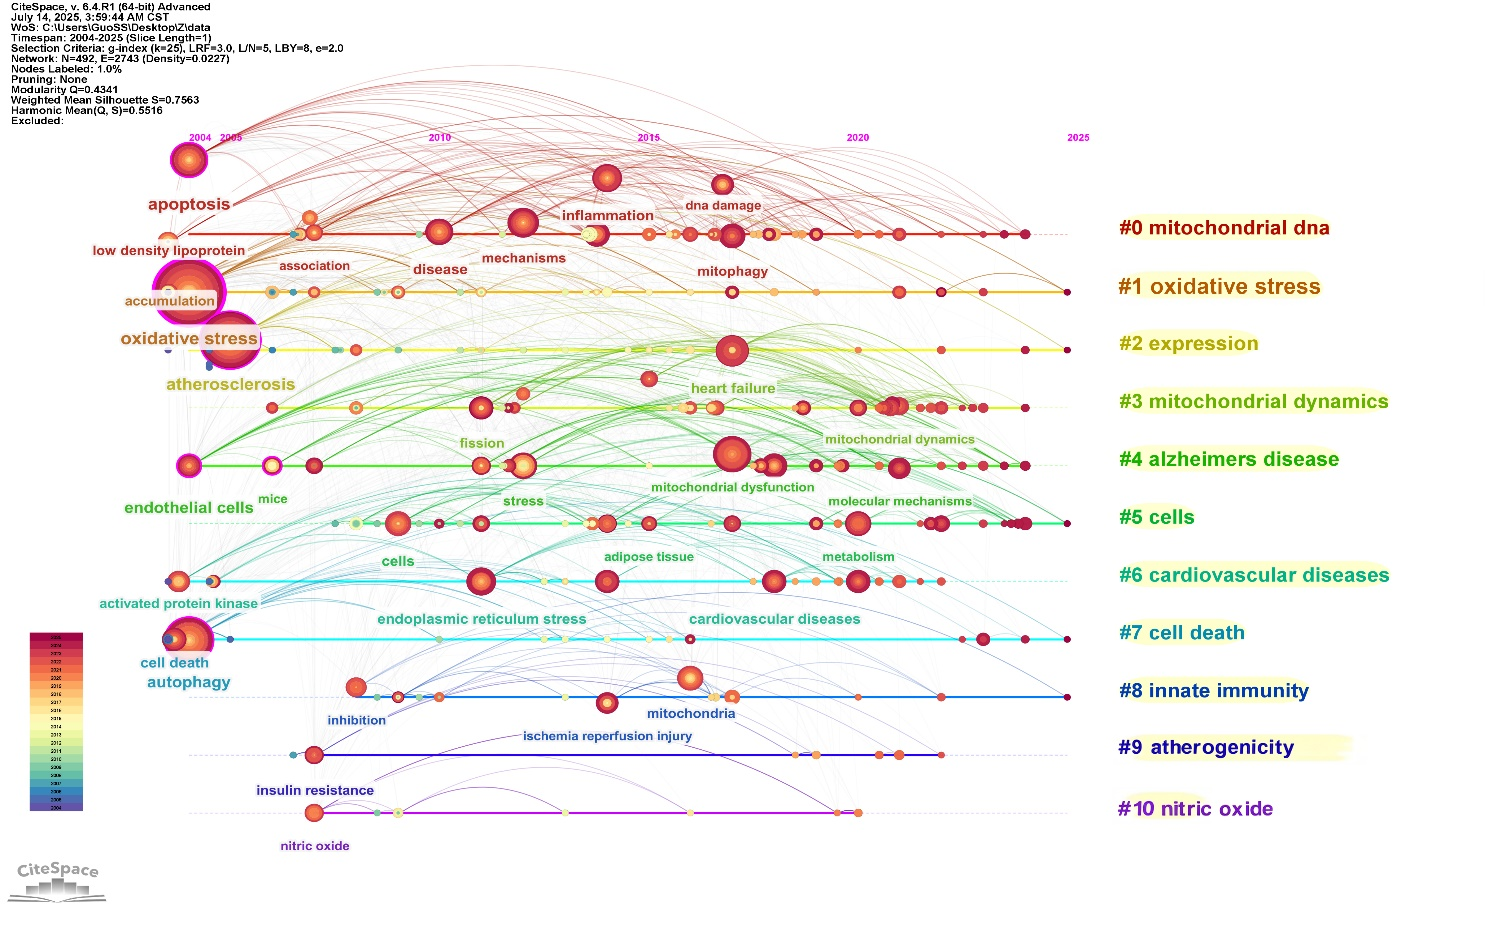 CiteSpace, v. 6.4.R1 (64-bit) Advanced
July 14, 2025, 3:59:44 AM CST
WoS: C:\Users\GuoSS\Desktop\Z\data
Timespan: 2004-2025 (Slice Length=1)
Selection Criteria: g-index (k=25), LRF=3.0, L/N=5, LBY=8, e=2.0
Network: N=492, E=2743 (Density=0.0227)
Nodes Labeled: 1.0%
Pruning: None
Modularity Q=0.4341
Weighted Mean Silhouette S=0.7563
Harmonic Mean(Q, S)=0.5516
Excluded:
2004 2005 2010 2015 2020 2025
apoptosis
inflammation
dna damage
#0 mitochondrial dna
low density lipoprotein
association
disease
mechanisms
mitophagy
#1 oxidative stress
accumulation
oxidative stress
#2 expression
atherosclerosis
heart failure
#3 mitochondrial dynamics
fission
mitochondrial dynamics
#4 alzheimers disease
endothelial cells
mice
stress
mitochondrial dysfunction
molecular mechanisms
#5 cells
cells
adipose tissue
metabolism
#6 cardiovascular diseases
activated protein kinase
endoplasmic reticulum stress
cardiovascular diseases
#7 cell death
cell death
autophagy
#8 innate immunity
inhibition
mitochondria
ischemia reperfusion injury
#9 atherogenicity
insulin resistance
#10 nitric oxide
nitric oxide
CiteSpace